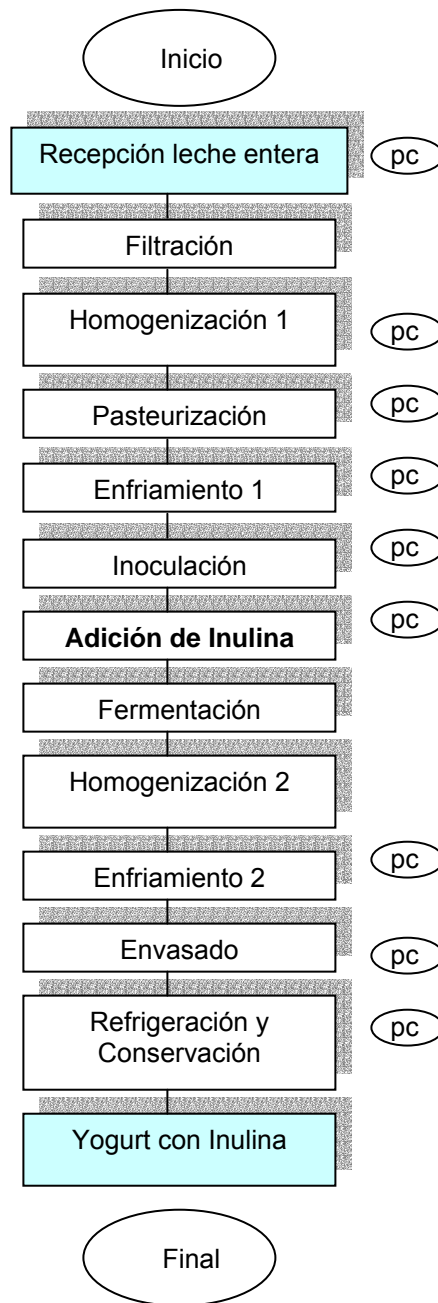 Inicio
Recepción leche entera
pc
Filtración
Homogenización 1
pc
Pasteurización
pc
Enfriamiento 1
pc
Inoculación
pc
Adición de Inulina
pc
Fermentación
Homogenización 2
Enfriamiento 2
pc
Envasado
pc
Refrigeración y
Conservación
pc
Yogurt con Inulina
Final